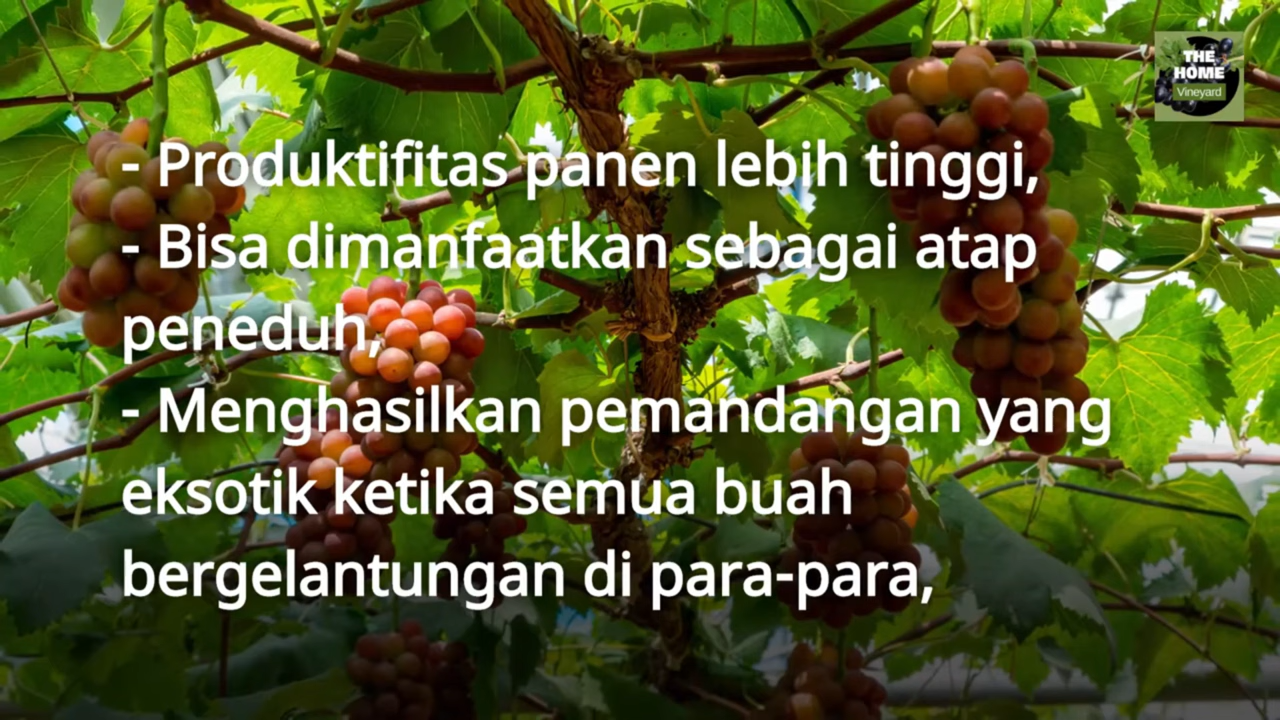 THE
HOME
Vineyard
- Produktifitas panen lebih tinggi,
- Bisa dimanfaatkan sebagai atap
peneduh,
- Menghasilkan pemandangan yang
eksotik ketika semua buah
bergelantungan di para-para,